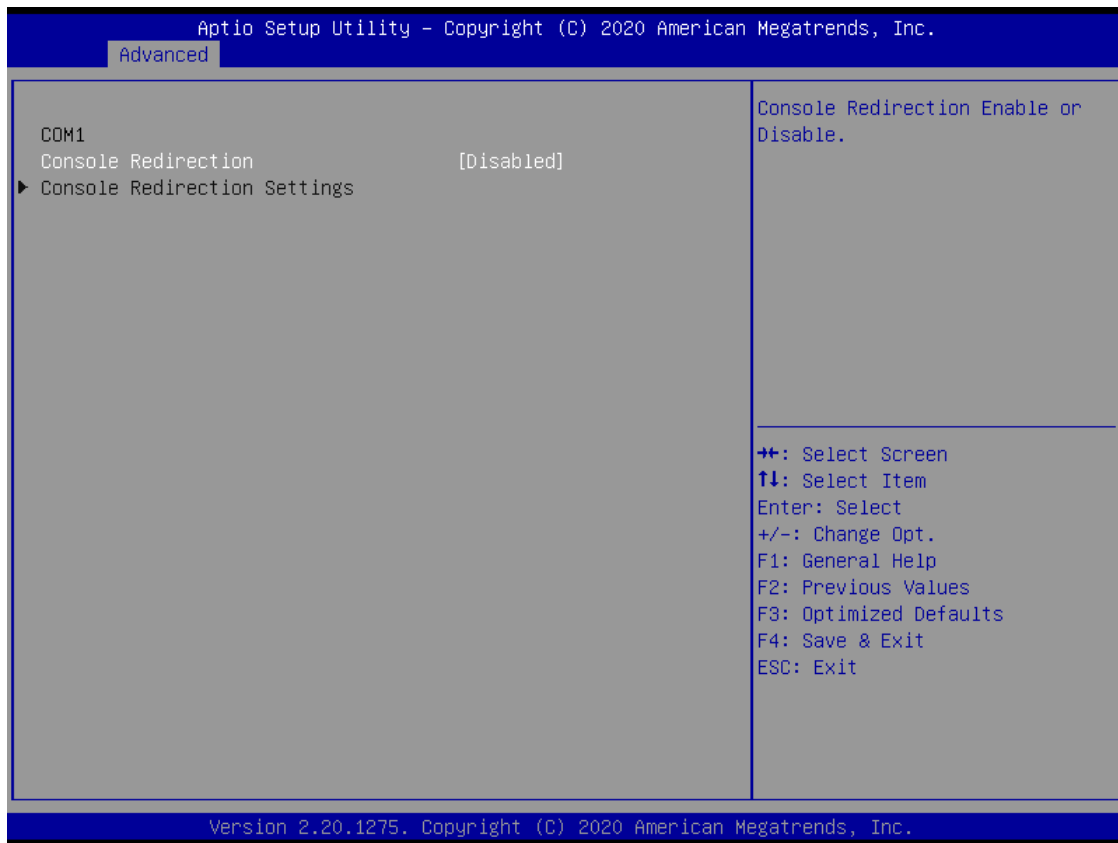 Aptio Setup Utility – Copyright (C) 2020 American Megatrends, Inc.
Advanced
COM1
Console Redirection [Disabled]
▶ Console Redirection Settings
Console Redirection Enable or
Disable.
→←: Select Screen
↑↓: Select Item
Enter: Select
+/-: Change Opt.
F1: General Help
F2: Previous Values
F3: Optimized Defaults
F4: Save & Exit
ESC: Exit
Version 2.20.1275. Copyright (C) 2020 American Megatrends, Inc.